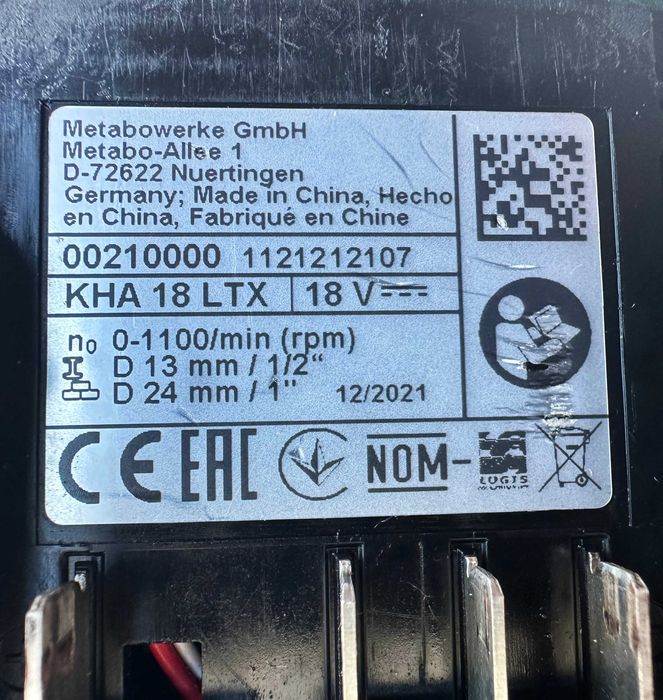 Metabowerke GmbH
Metabo-Allee 1
D-72622 Nuertingen
Germany; Made in China, Hecho
en China, Fabriqué en Chine
00210000 1121212107
KHA 18 LTX 18 V
n₀ 0-1100/min (rpm)
D 13 mm / 1/2“
D 24 mm / 1" 12/2021
CE EAC NOM-
LOGIS